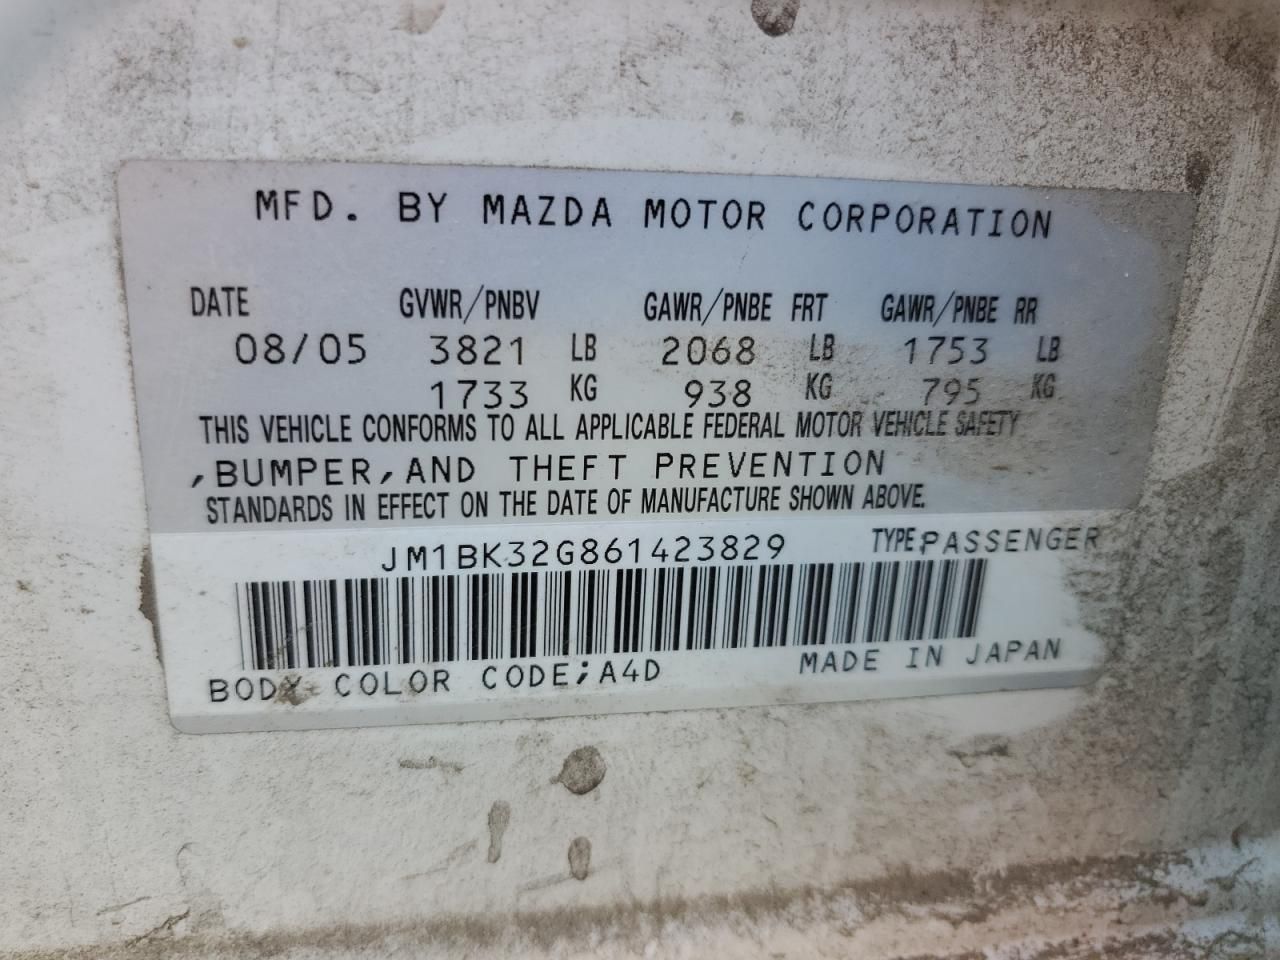 MFD. BY MAZDA MOTOR CORPORATION
DATE GVWR/PNBV GAWR/PNBE FRT GAWR/PNBE RR
08/05 3821 LB 2068 LB 1753 LB
1733 KG 938 KG 795 KG
THIS VEHICLE CONFORMS TO ALL APPLICABLE FEDERAL MOTOR VEHICLE SAFETY
,BUMPER,AND THEFT PREVENTION
STANDARDS IN EFFECT ON THE DATE OF MANUFACTURE SHOWN ABOVE.
JM1BK32G861423829 TYPE:PASSENGER
BODY COLOR CODE;A4D MADE IN JAPAN